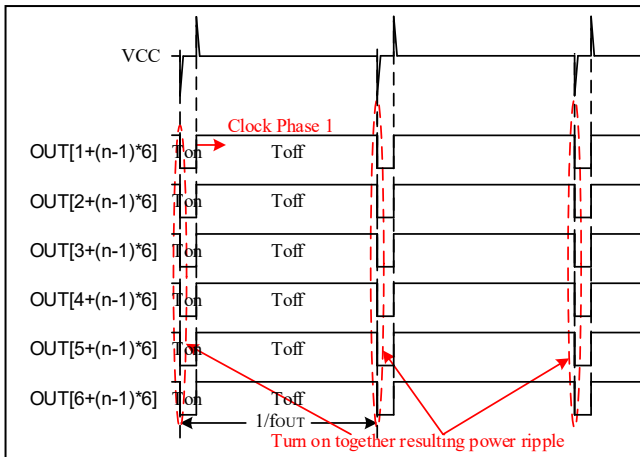 VCC
Clock Phase 1
OUT[1+(n-1)*6] Ton Toff
OUT[2+(n-1)*6] Ton Toff
OUT[3+(n-1)*6] Ton Toff
OUT[4+(n-1)*6] Ton Toff
OUT[5+(n-1)*6] Ton Toff
OUT[6+(n-1)*6] Ton Toff
1/fOUT
Turn on together resulting power ripple